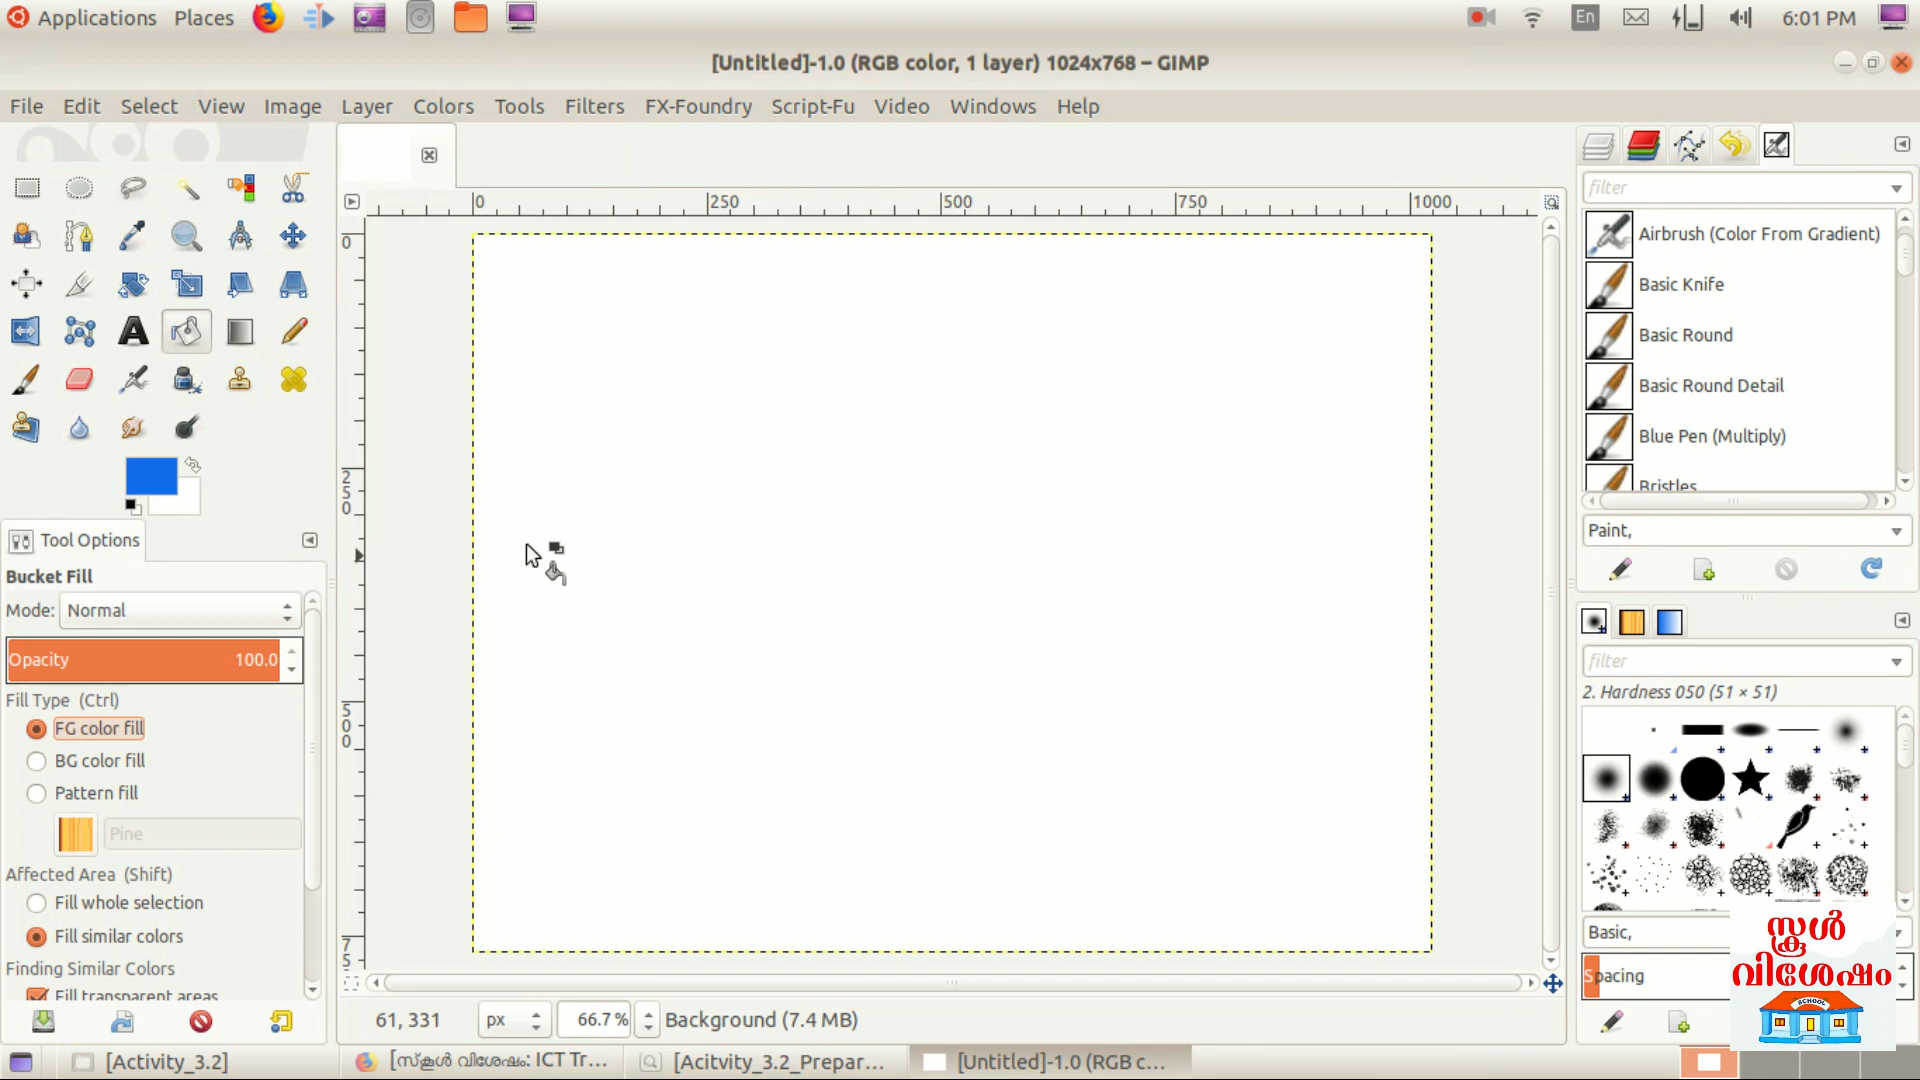 Applications Places En 6:01 PM
[Untitled]-1.0 (RGB color, 1 layer) 1024x768 – GIMP
File Edit Select View Image Layer Colors Tools Filters FX-Foundry Script-Fu Video Windows Help
0 250 500 750 1000
0
250
500
75
Tool Options
Bucket Fill
Mode: Normal
Opacity 100.0
Fill Type (Ctrl)
FG color fill
BG color fill
Pattern fill
Pine
Affected Area (Shift)
Fill whole selection
Fill similar colors
Finding Similar Colors
Fill transparent areas
filter
Airbrush (Color From Gradient)
Basic Knife
Basic Round
Basic Round Detail
Blue Pen (Multiply)
Bristles
Paint,
filter
2. Hardness 050 (51 × 51)
Basic,
Spacing
സ്കൂൾ
വിശേഷം
SCHOOL
61, 331 px 66.7 % Background (7.4 MB)
[Activity_3.2] [സ്കൂൾ വിശേഷം: ICT Tr... [Acitvity_3.2_Prepar... [Untitled]-1.0 (RGB c...